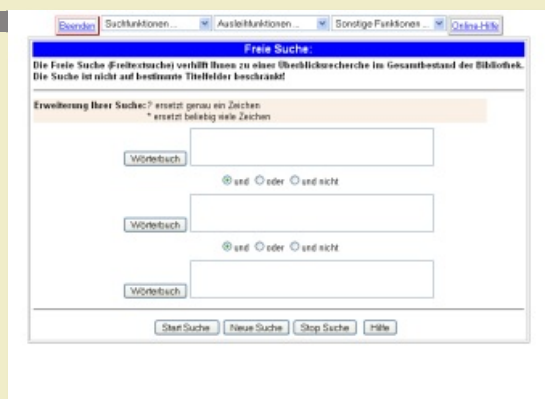 Beenden Suchfunktionen... Ausleihfunktionen... Sonstige Funktionen ... Online-Hilfe
Freie Suche:
Die Freie Suche (Freitextsuche) verhilft Ihnen zu einer Überblicksrecherche im Gesamtbestand der Bibliothek.
Die Suche ist nicht auf bestimmte Titelfelder beschränkt!
Erweiterung Ihrer Suche: ? ersetzt genau ein Zeichen
* ersetzt beliebig viele Zeichen
Wörterbuch
und oder und nicht
Wörterbuch
und oder und nicht
Wörterbuch
Start Suche Neue Suche Stop Suche Hilfe